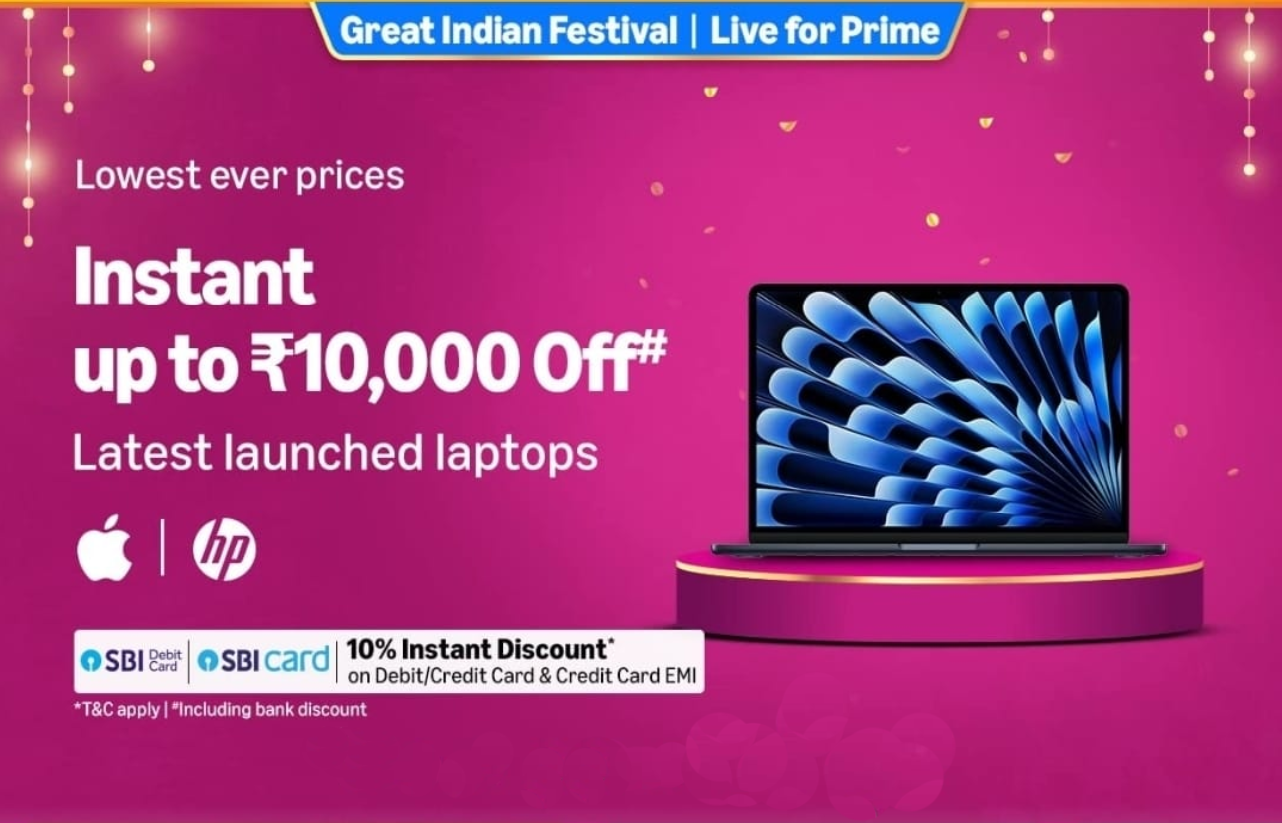 Great Indian Festival | Live for Prime
Lowest ever prices
Instant
up to ₹10,000 Off#
Latest launched laptops
hp
SBI Debit Card | SBI card | 10% Instant Discount*
on Debit/Credit Card & Credit Card EMI
*T&C apply | #Including bank discount